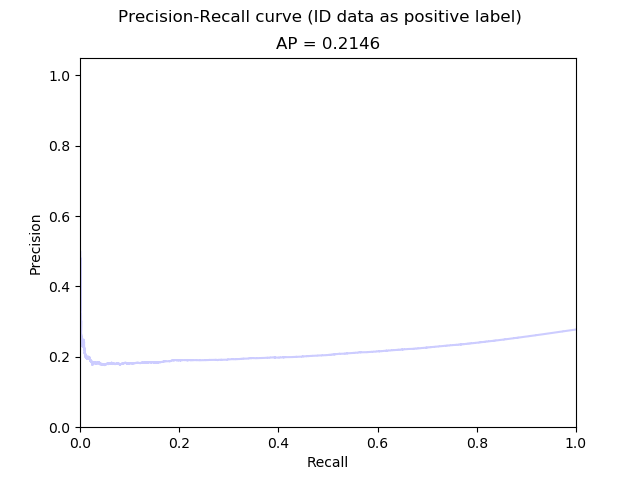 Precision-Recall curve (ID data as positive label)
AP = 0.2146
1.0
0.8
0.6
0.4
0.2
0.0
Precision
0.0 0.2 0.4 0.6 0.8 1.0
Recall